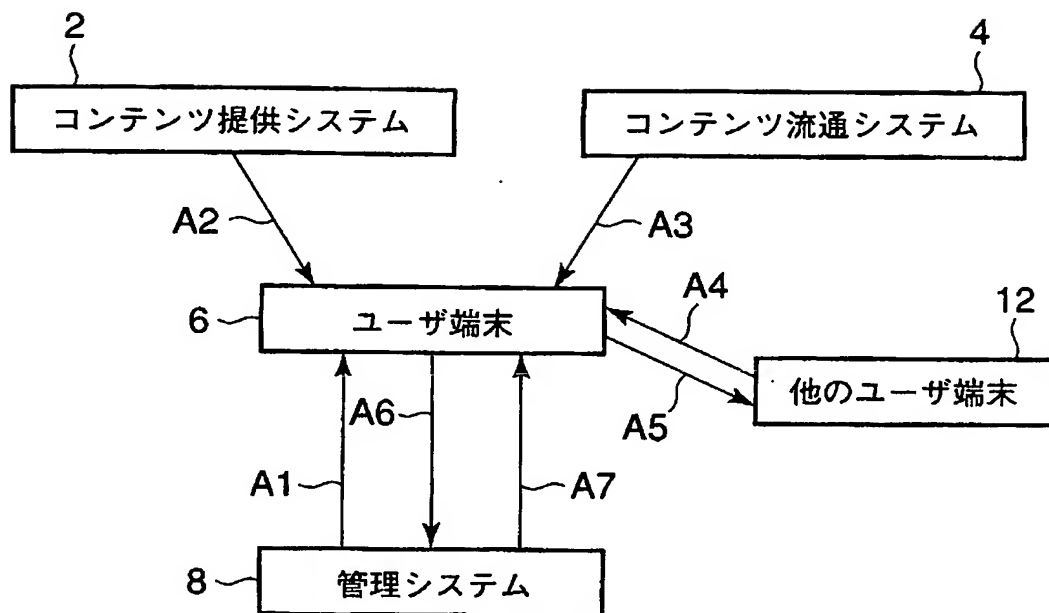 2
4
コンテンツ提供システム
コンテンツ流通システム
A2
A3
A4
6
ユーザ端末
12
A6
A5
他のユーザ端末
A1
A7
8
管理システム